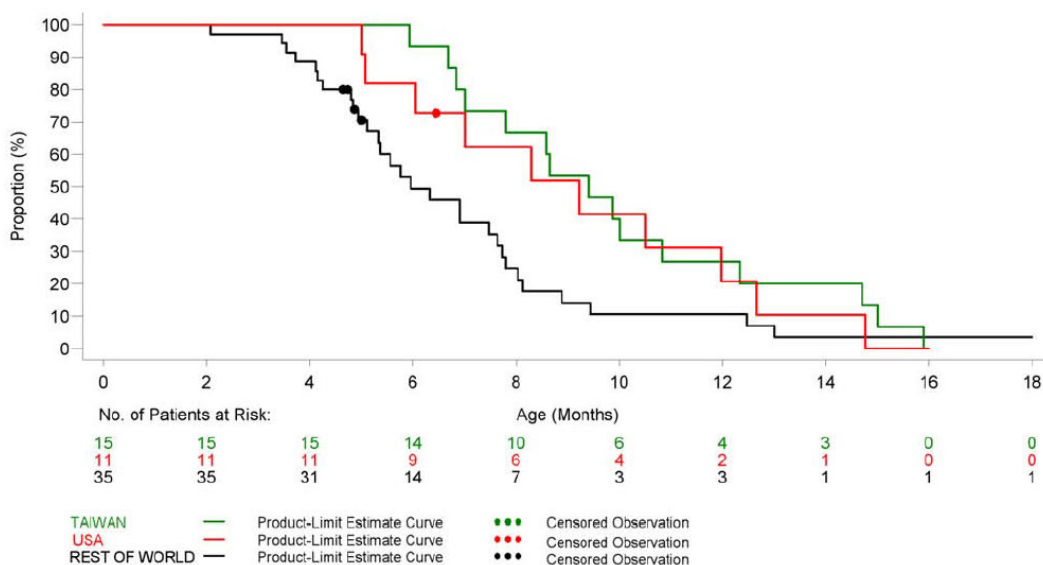 100
90
80
70
60
50
40
30
20
10
0
Proportion (%)
0 2 4 6 8 10 12 14 16 18
No. of Patients at Risk: Age (Months)
15 15 15 14 10 6 4 3 0 0
11 11 11 9 6 4 2 1 0 0
35 35 31 14 7 3 3 1 1 1
TAIWAN Product-Limit Estimate Curve Censored Observation
USA Product-Limit Estimate Curve Censored Observation
REST OF WORLD Product-Limit Estimate Curve Censored Observation